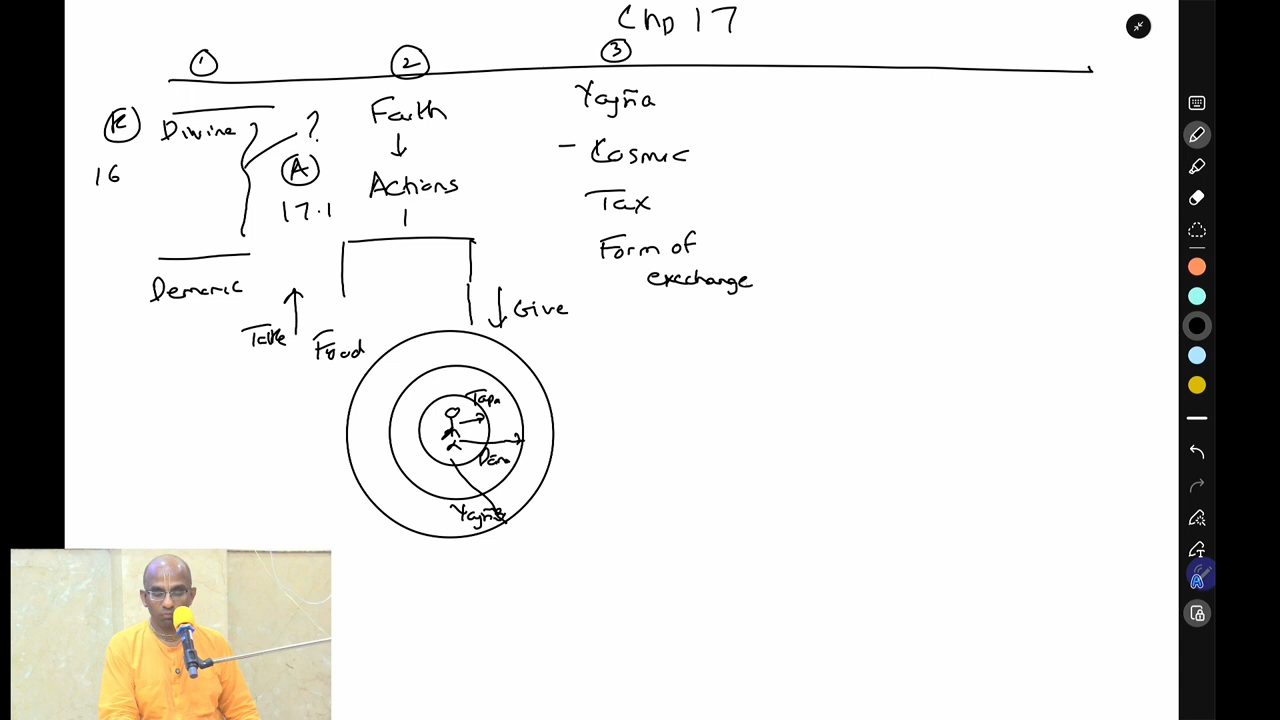 Chp 17
1
2
3
K
Divine
16
?
A
17.1
Demonic
Faith
Actions
Take
Food
Give
Tapa
Dāna
Yajña
Yajña
- Cosmic
Tax
Form of
exechange